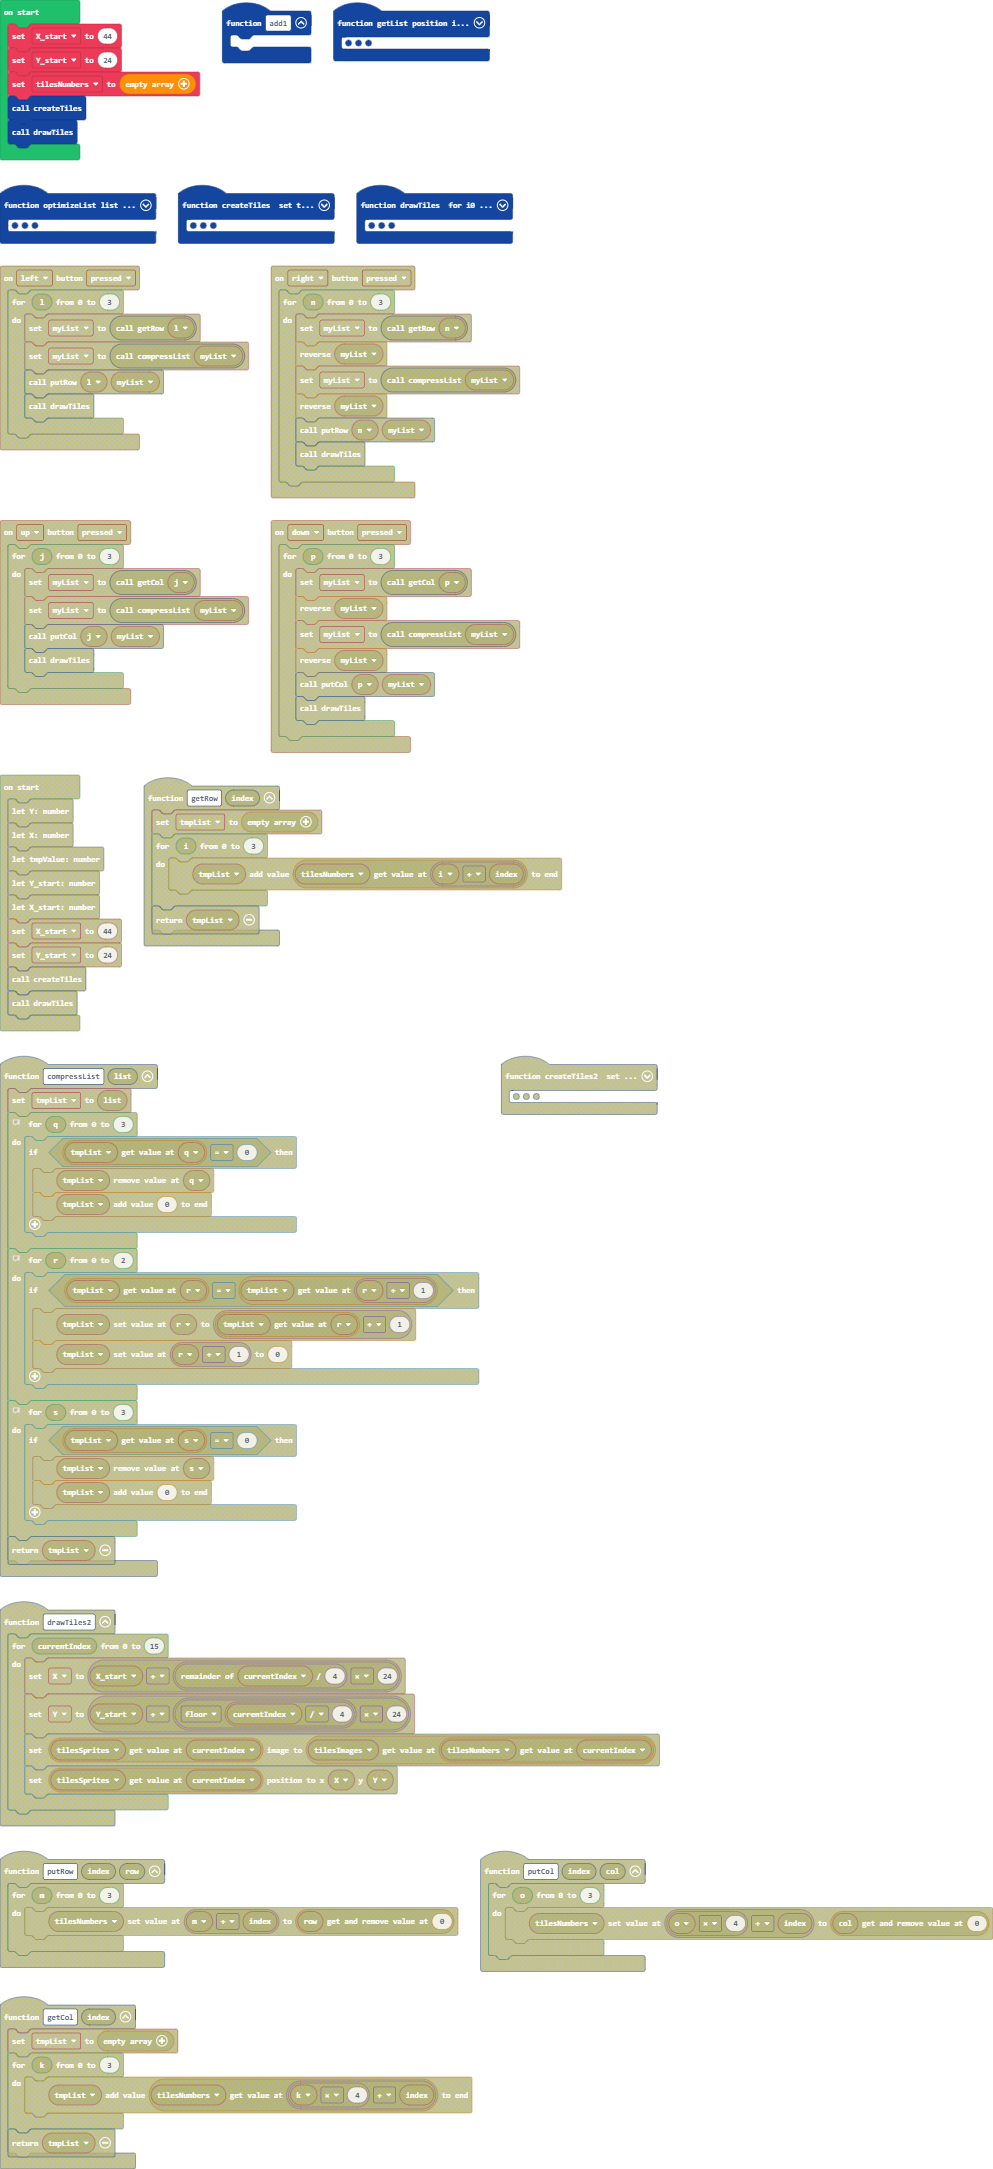 on start
set X_start to 44
set Y_start to 24
set tilesNumbers to empty array
call createTiles
call drawTiles
function add1
function getList position i...
function optimizeList list ...
function createTiles set t...
function drawTiles for i0 ...
on left button pressed
for l from 0 to 3
do
set myList to call getRow l
set myList to call compressList myList
call putRow l myList
call drawTiles
on right button pressed
for n from 0 to 3
do
set myList to call getRow n
reverse myList
set myList to call compressList myList
reverse myList
call putRow n myList
call drawTiles
on up button pressed
for j from 0 to 3
do
set myList to call getCol j
set myList to call compressList myList
call putCol j myList
call drawTiles
on down button pressed
for p from 0 to 3
do
set myList to call getCol p
reverse myList
set myList to call compressList myList
reverse myList
call putCol p myList
call drawTiles
on start
let Y: number
let X: number
let tmpValue: number
let Y_start: number
let X_start: number
set X_start to 44
set Y_start to 24
call createTiles
call drawTiles
function getRow index
set tmpList to empty array
for i from 0 to 3
do
tmpList add value tilesNumbers get value at i + index to end
return tmpList
function compressList list
set tmpList to list
for q from 0 to 3
do
if tmpList get value at q = 0 then
tmpList remove value at q
tmpList add value 0 to end
for r from 0 to 2
do
if tmpList get value at r = tmpList get value at r + 1 then
tmpList set value at r to tmpList get value at r + 1
tmpList set value at r + 1 to 0
for s from 0 to 3
do
if tmpList get value at s = 0 then
tmpList remove value at s
tmpList add value 0 to end
return tmpList
function createTiles2 set ...
function drawTiles2
for currentIndex from 0 to 15
do
set X to X_start + remainder of currentIndex / 4 × 24
set Y to Y_start + floor currentIndex / 4 × 24
set tilesSprites get value at currentIndex image to tilesImages get value at tilesNumbers get value at currentIndex
set tilesSprites get value at currentIndex position to x X y Y
function putRow index row
for m from 0 to 3
do
tilesNumbers set value at m + index to row get and remove value at 0
function putCol index col
for o from 0 to 3
do
tilesNumbers set value at o × 4 + index to col get and remove value at 0
function getCol index
set tmpList to empty array
for k from 0 to 3
do
tmpList add value tilesNumbers get value at k × 4 + index to end
return tmpList